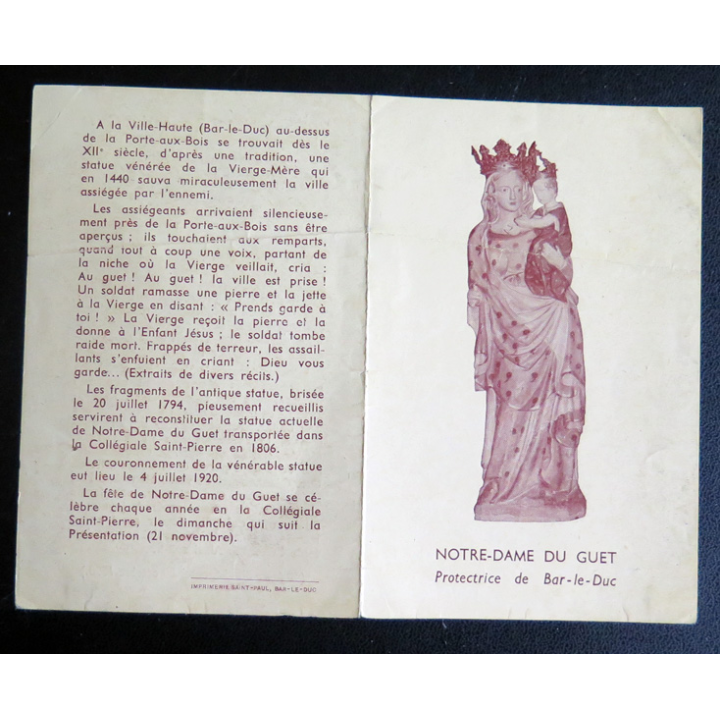 A la Ville-Haute (Bar-le-Duc) au-dessus
de la Porte-aux-Bois se trouvait dès le
XIIe siècle, d'après une tradition, une
statue vénérée de la Vierge-Mère qui
en 1440 sauva miraculeusement la ville
assiégée par l'ennemi.
Les assiégeants arrivaient silencieuse-
ment près de la Porte-aux-Bois sans être
aperçus ; ils touchaient aux remparts,
quand tout à coup une voix, partant de
la niche où la Vierge veillait, cria :
Au guet ! Au guet ! la ville est prise !
Un soldat ramasse une pierre et la jette
à la Vierge en disant : « Prends garde à
toi ! » La Vierge reçoit la pierre et la
donne à l'Enfant Jésus ; le soldat tombe
raide mort. Frappés de terreur, les assail-
lants s'enfuient en criant : Dieu vous
garde... (Extraits de divers récits.)
Les fragments de l'antique statue, brisée
le 20 juillet 1794, pieusement recueillis
servirent à reconstituer la statue actuelle
de Notre-Dame du Guet transportée dans
la Collégiale Saint-Pierre en 1806.
Le couronnement de la vénérable statue
eut lieu le 4 juillet 1920.
La fête de Notre-Dame du Guet se cé-
lèbre chaque année en la Collégiale
Saint-Pierre, le dimanche qui suit la
Présentation (21 novembre).
IMPRIMERIE SAINT-PAUL, BAR-LE-DUC
NOTRE-DAME DU GUET
Protectrice de Bar-le-Duc